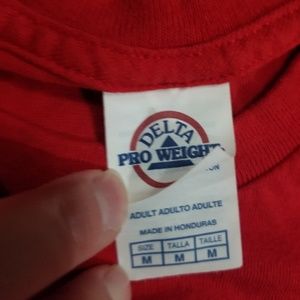 DELTA
PRO WEIGHT
ADULT ADULTO ADULTE
MADE IN HONDURAS
SIZE TALLA TAILLE
M M M